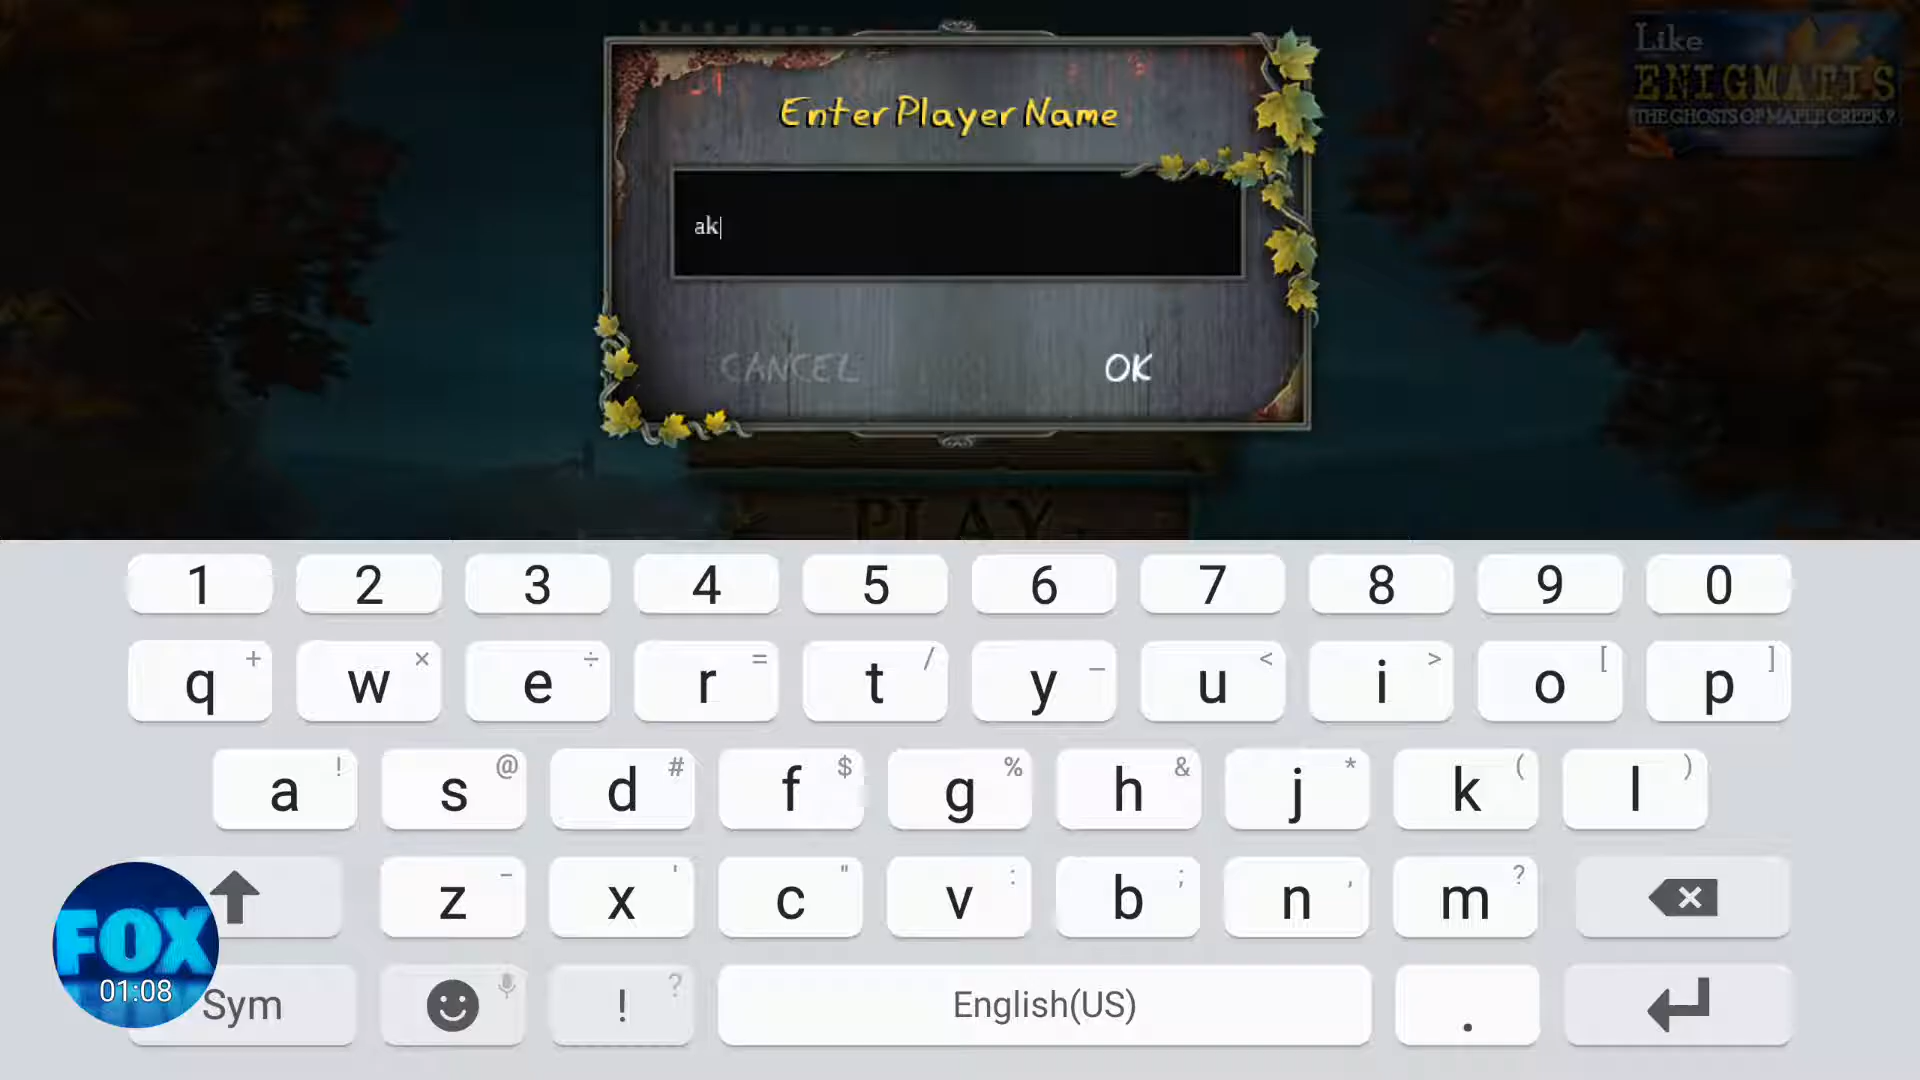 Like
ENIGMATIS
THE GHOSTS OF MAPLE CREEK?
Enter Player Name
ak
CANCEL OK
PLAY
1 2 3 4 5 6 7 8 9 0
q + w × e ÷ r = t / y _ u < i > o [ p ]
a ! s @ d # f $ g % h & j * k ( l )
z - x ' c " v : b ; n , m ?
FOX
01:08
Sym ! ? English(US) .